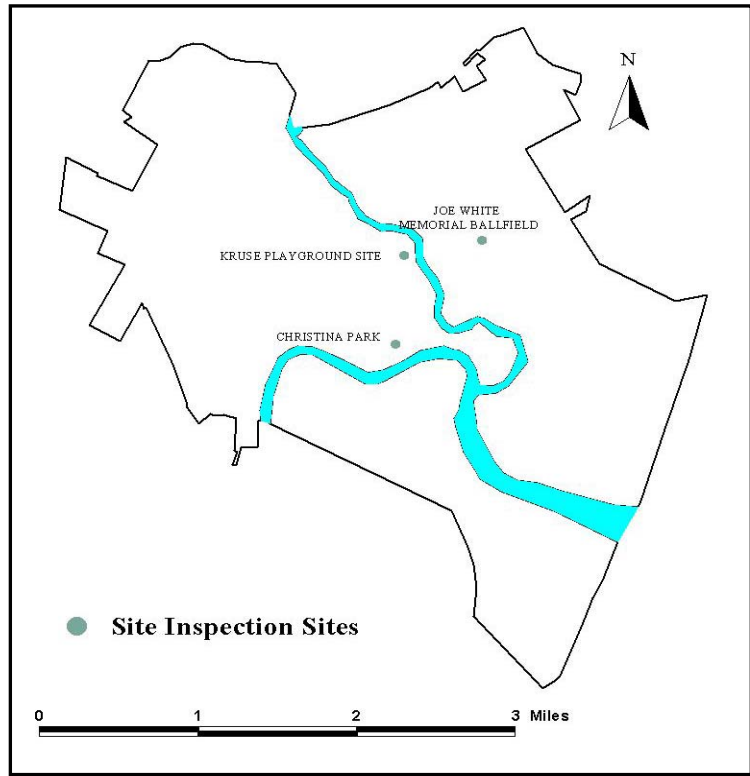 N
JOE WHITE
MEMORIAL BALLFIELD
KRUSE PLAYGROUND SITE
CHRISTINA PARK
Site Inspection Sites
0 1 2 3 Miles